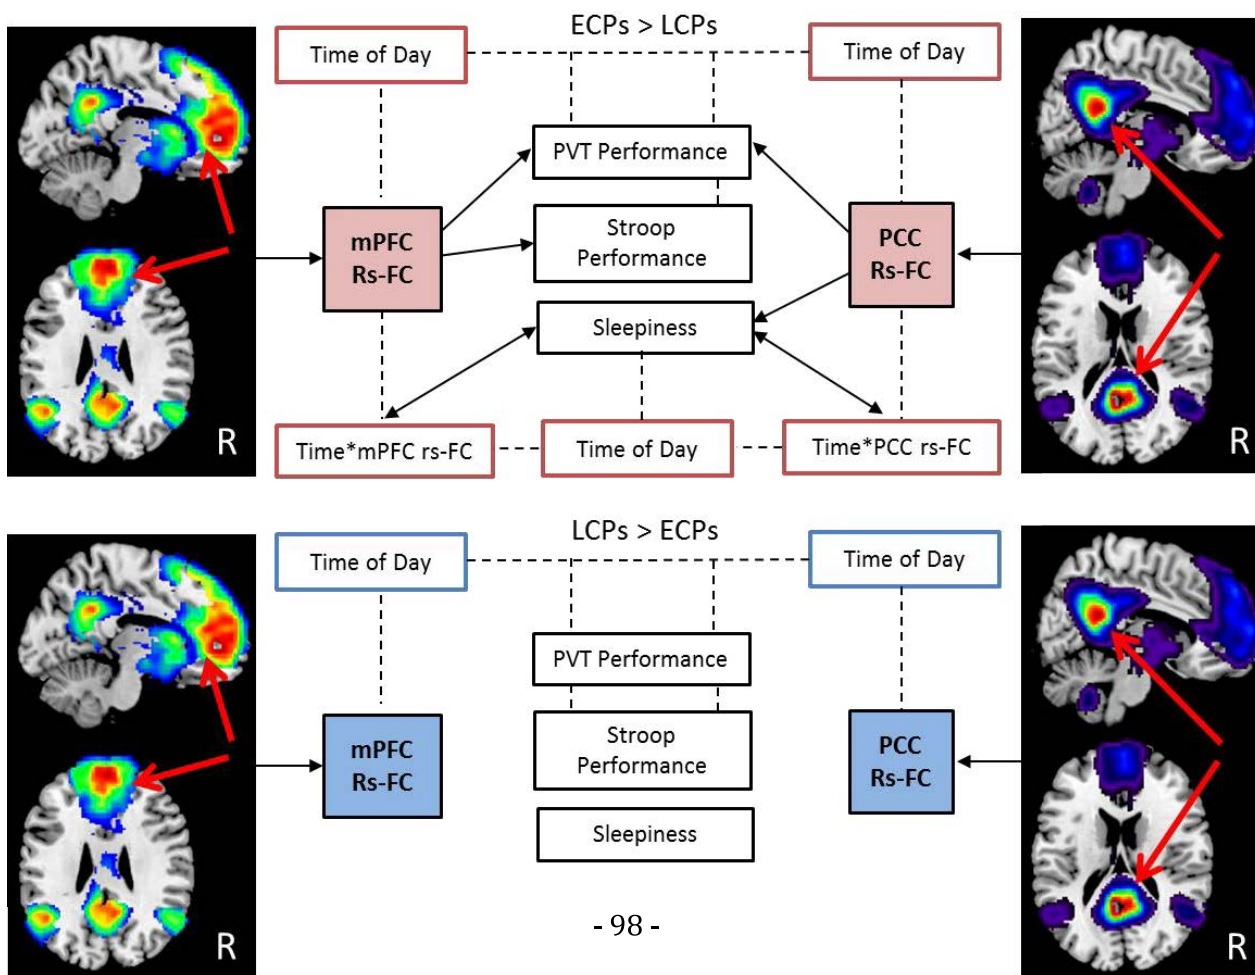 ECPs > LCPs
Time of Day
Time of Day
PVT Performance
mPFC
Rs-FC
Stroop
Performance
PCC
Rs-FC
Sleepiness
Time*mPFC rs-FC
Time of Day
Time*PCC rs-FC
R
R
LCPs > ECPs
Time of Day
Time of Day
PVT Performance
mPFC
Rs-FC
Stroop
Performance
PCC
Rs-FC
Sleepiness
R
R
- 98 -